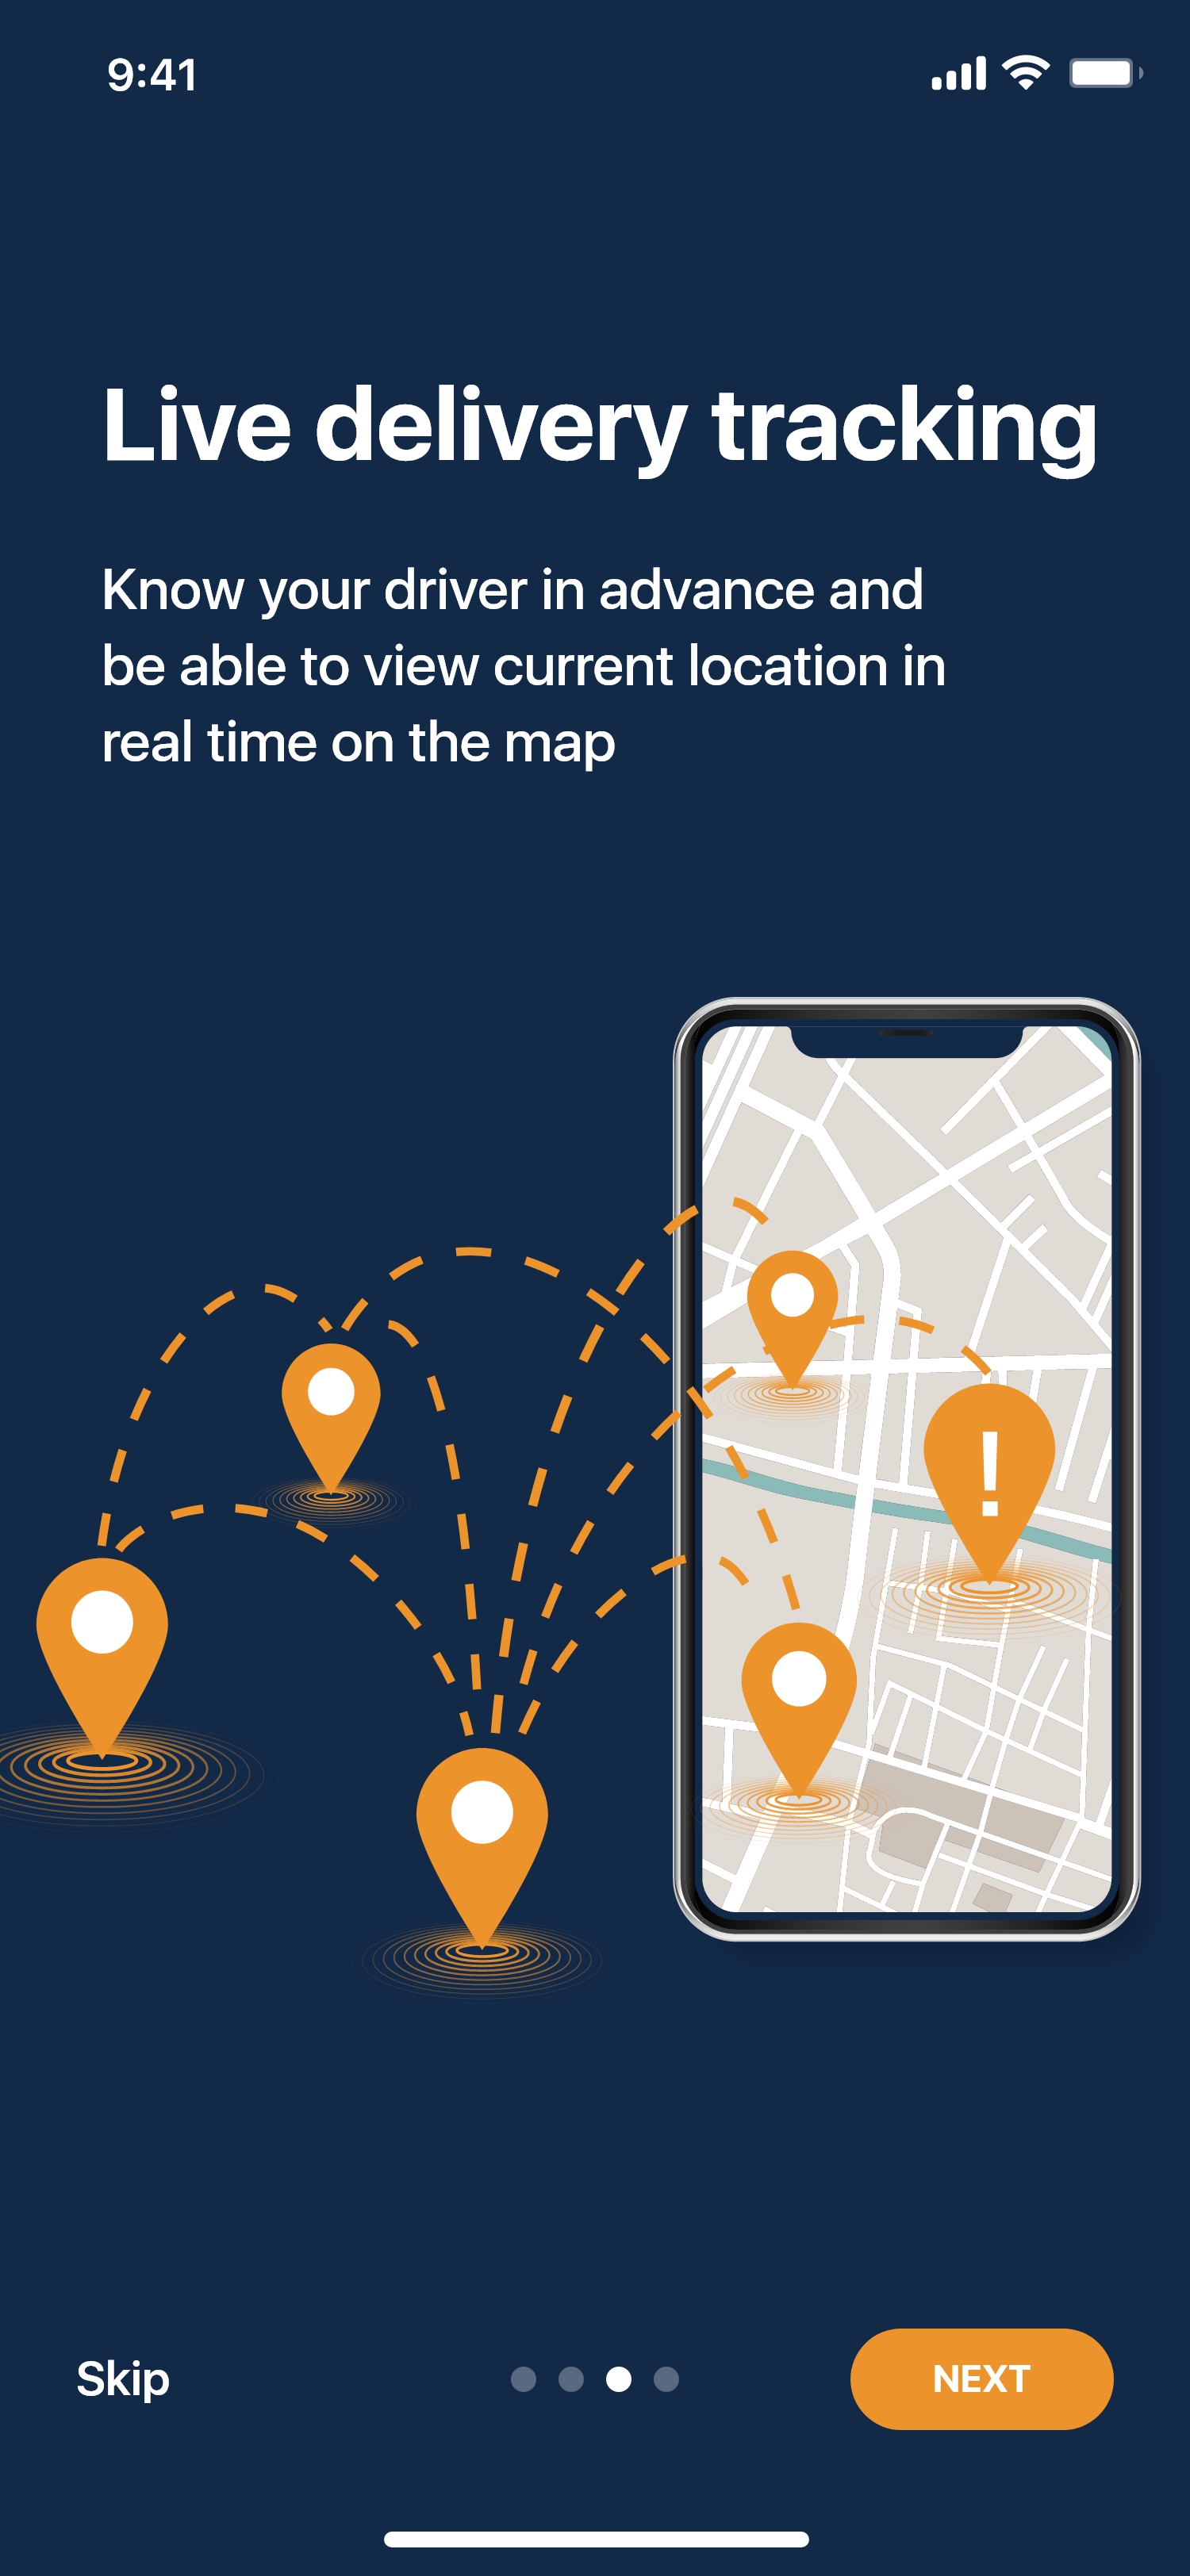 9:41
Live delivery tracking
Know your driver in advance and
be able to view current location in
real time on the map
!
Skip
NEXT